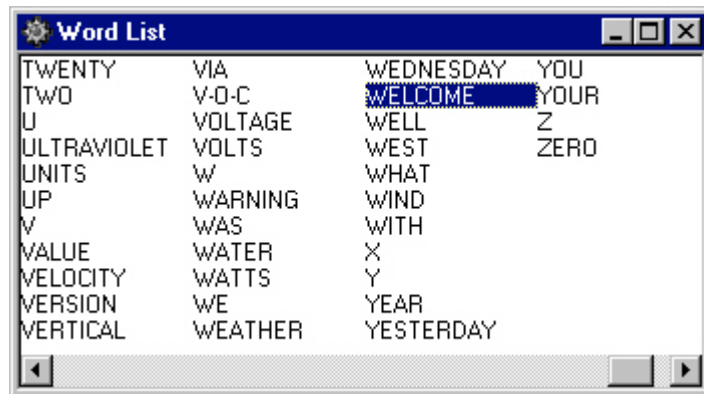 Word List
TWENTY VIA WEDNESDAY YOU
TWO V-O-C WELCOME YOUR
U VOLTAGE WELL Z
ULTRAVIOLET VOLTS WEST ZERO
UNITS W WHAT
UP WARNING WIND
V WAS WITH
VALUE WATER X
VELOCITY WATTS Y
VERSION WE YEAR
VERTICAL WEATHER YESTERDAY